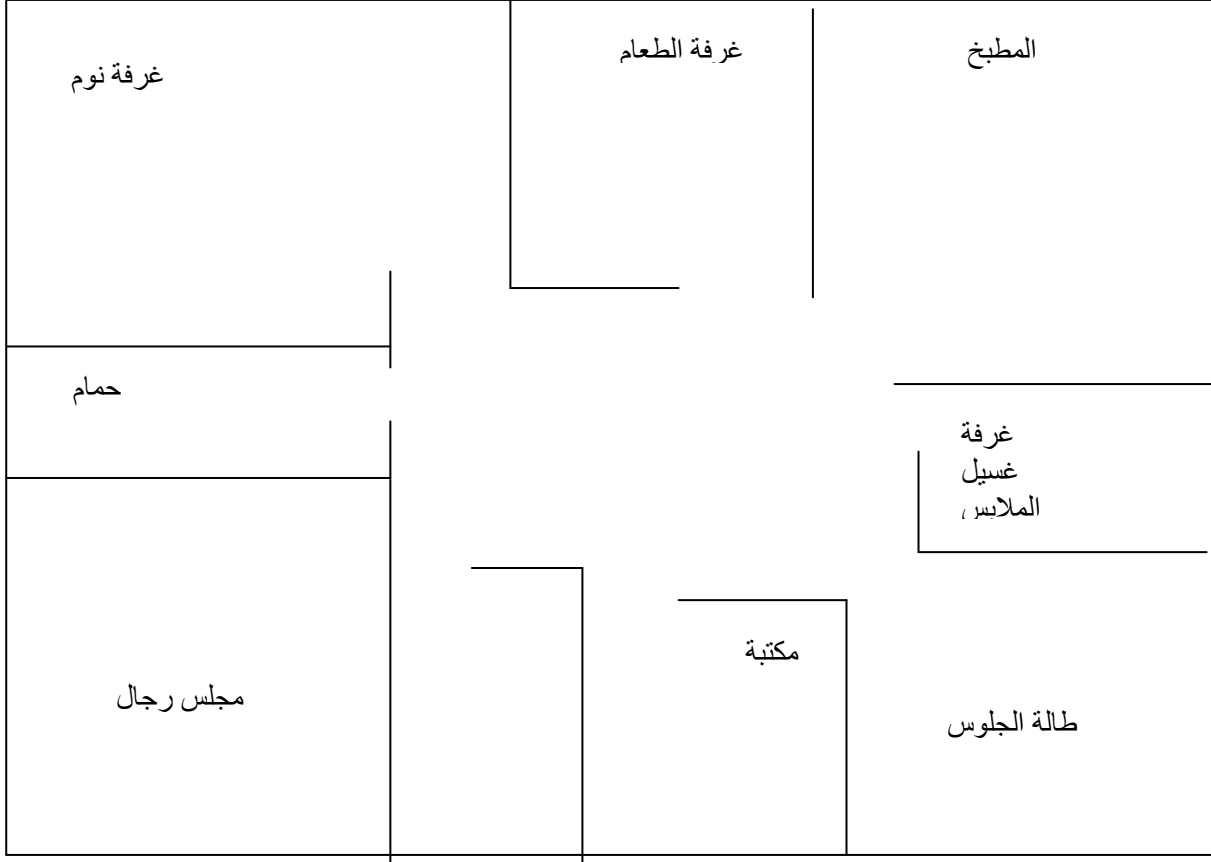 المطبخ
غرفة الطعام
غرفة نوم
حمام
غرفة
غسيل
الملابس
مكتبة
مجلس رجال
طالة الجلوس